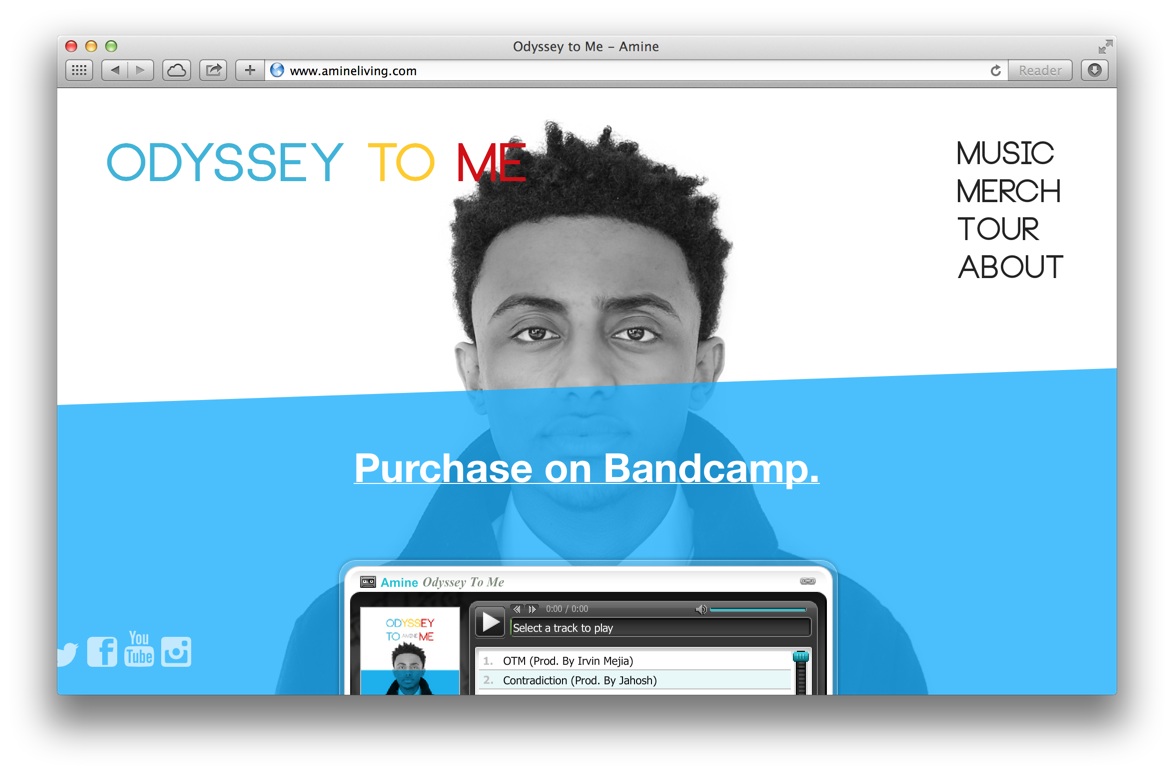 Odyssey to Me – Amine
www.amineliving.com
Reader
ODYSSEY TO ME
MUSIC
MERCH
TOUR
ABOUT
Purchase on Bandcamp.
Amine Odyssey To Me
0:00 / 0:00
Select a track to play
ODYSSEY
TO AMINE ME
1. OTM (Prod. By Irvin Mejia)
2. Contradiction (Prod. By Jahosh)
You
Tube